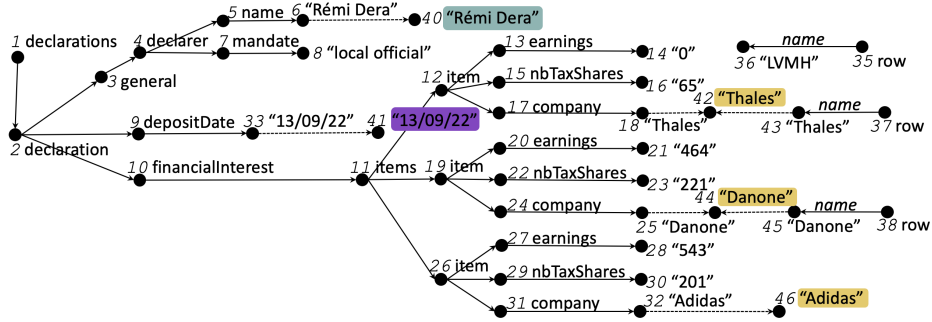 5 name 6 “Rémi Dera” 40 “Rémi Dera”
1 declarations 4 declarer 7 mandate 8 “local official”
3 general
13 earnings 14 “0”
name 36 “LVMH” 35 row
12 item 15 nbTaxShares 16 “65”
17 company 18 “Thales” 42 “Thales” 43 “Thales” name 37 row
2 declaration 9 depositDate 33 “13/09/22” 41 “13/09/22”
20 earnings 21 “464”
10 financialInterest 11 items 19 item 22 nbTaxShares 23 “221”
24 company 25 “Danone” 44 “Danone” 45 “Danone” name 38 row
27 earnings 28 “543”
26 item 29 nbTaxShares 30 “201”
31 company 32 “Adidas” 46 “Adidas”